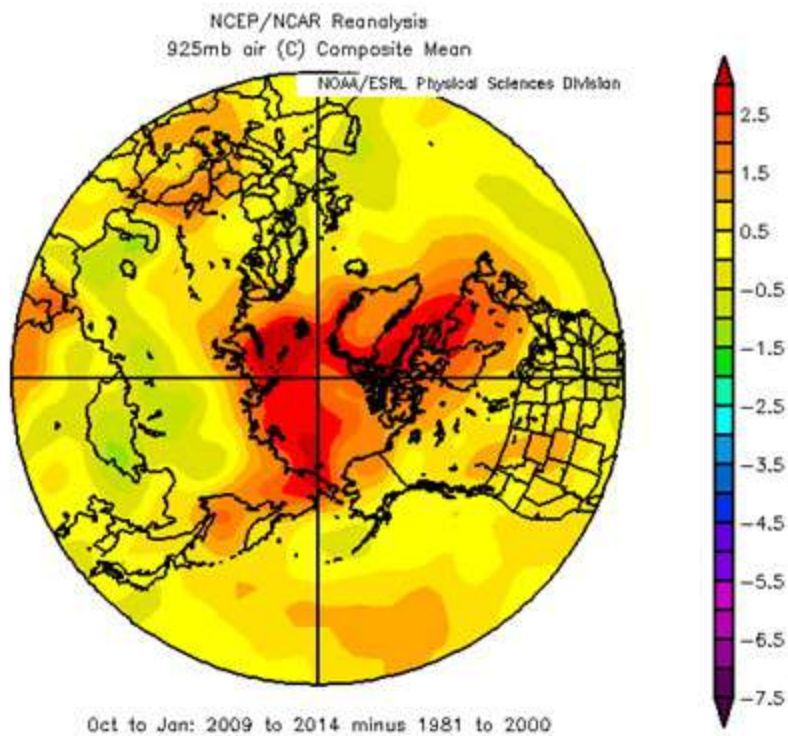 NCEP/NCAR Reanalysis
925mb air (C) Composite Mean
NOAA/ESRL Physical Sciences Division
2.5
1.5
0.5
-0.5
-1.5
-2.5
-3.5
-4.5
-5.5
-6.5
-7.5
Oct to Jan: 2009 to 2014 minus 1981 to 2000